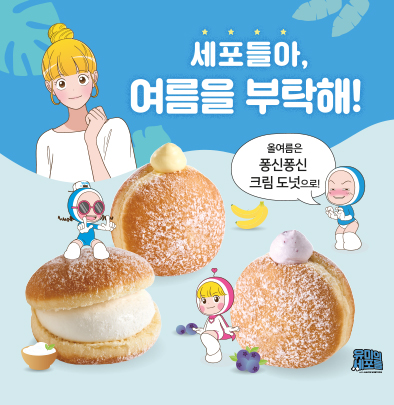 세포들아,
여름을 부탁해!
올여름은
퐁신퐁신
크림 도넛으로!
유미의
세포들